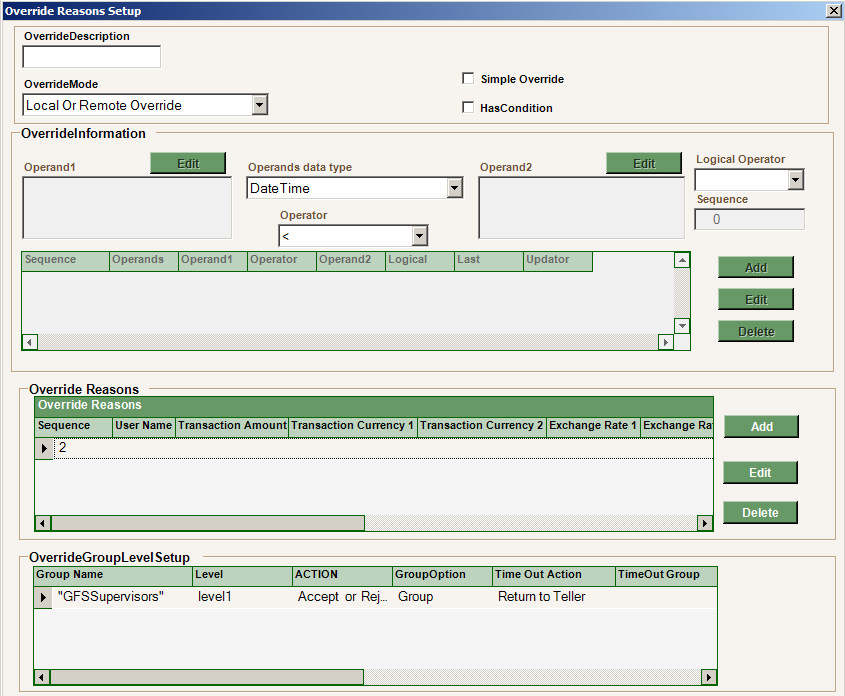 Override Reasons Setup
OverrideDescription
OverrideMode
Local Or Remote Override
Simple Override
HasCondition
OverrideInformation
Operand1 Edit Operands data type Operand2 Edit Logical Operator
DateTime
Sequence
0
Operator
<
Sequence Operands Operand1 Operator Operand2 Logical Last Updator
Add
Edit
Delete
Override Reasons
Override Reasons
Sequence User Name Transaction Amount Transaction Currency 1 Transaction Currency 2 Exchange Rate 1 Exchange Ra
2
Add
Edit
Delete
OverrideGroupLevelSetup
Group Name Level ACTION GroupOption Time Out Action TimeOut Group
"GFSSupervisors" level1 Accept or Rej... Group Return to Teller